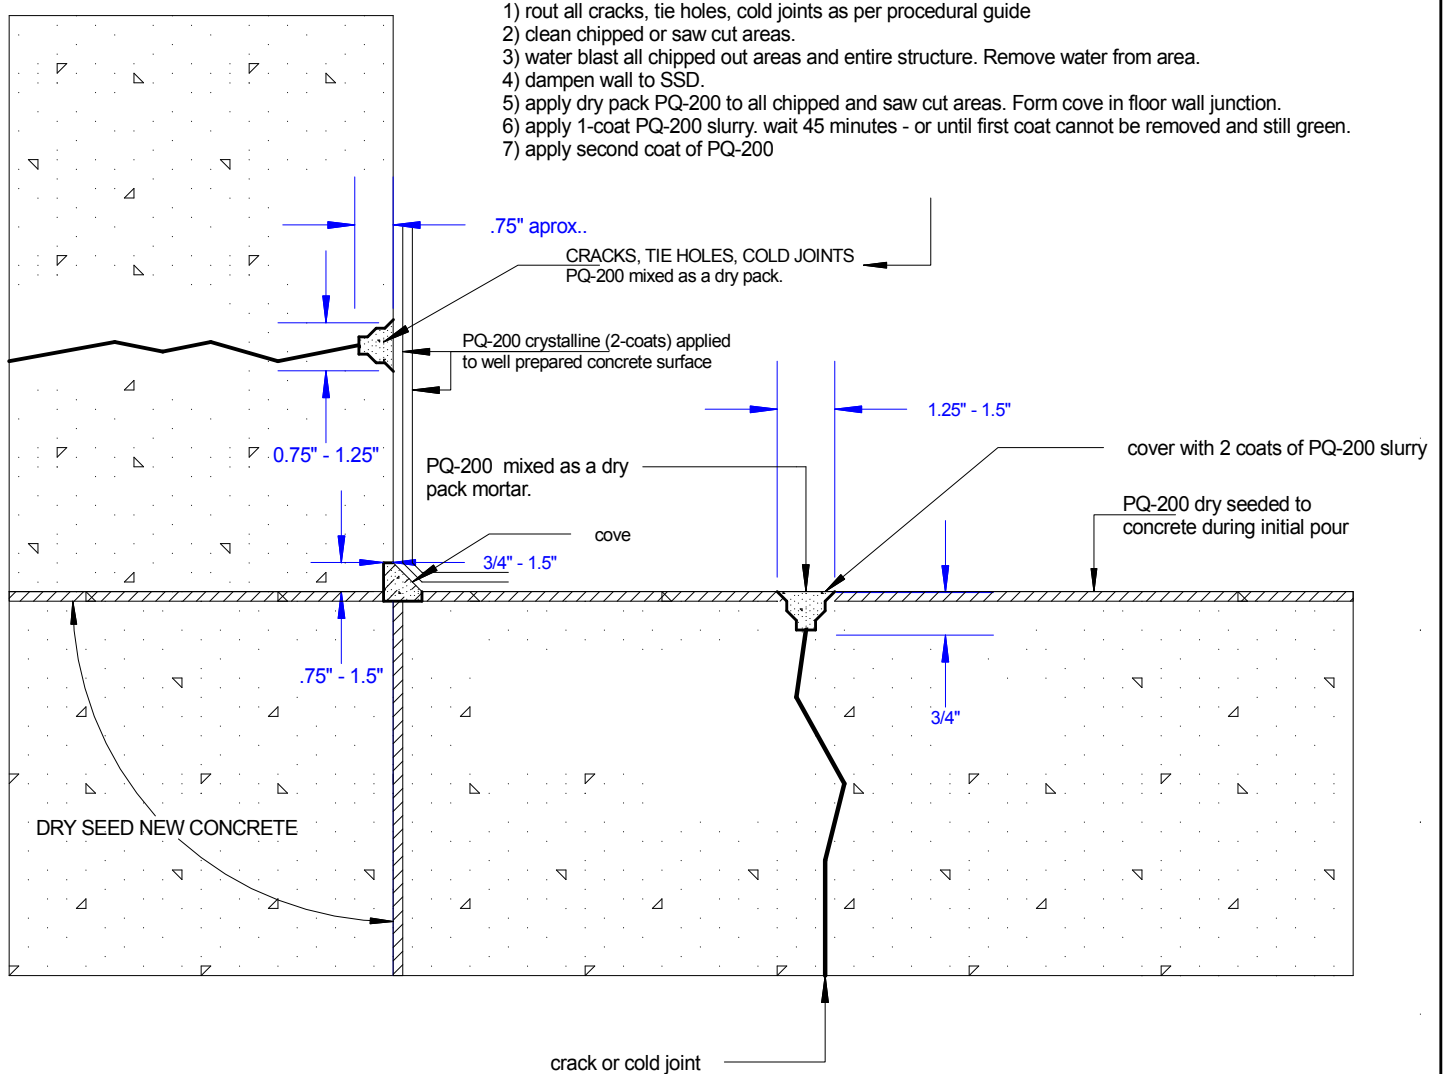 1) rout all cracks, tie holes, cold joints as per procedural guide
2) clean chipped or saw cut areas.
3) water blast all chipped out areas and entire structure. Remove water from area.
4) dampen wall to SSD.
5) apply dry pack PQ-200 to all chipped and saw cut areas. Form cove in floor wall junction.
6) apply 1-coat PQ-200 slurry. wait 45 minutes - or until first coat cannot be removed and still green.
7) apply second coat of PQ-200
.75" aprox..
CRACKS, TIE HOLES, COLD JOINTS
PQ-200 mixed as a dry pack.
PQ-200 crystalline (2-coats) applied
to well prepared concrete surface
0.75" - 1.25"
1.25" - 1.5"
cover with 2 coats of PQ-200 slurry
PQ-200 mixed as a dry
pack mortar.
PQ-200 dry seeded to
concrete during initial pour
cove
3/4" - 1.5"
.75" - 1.5"
3/4"
DRY SEED NEW CONCRETE
crack or cold joint